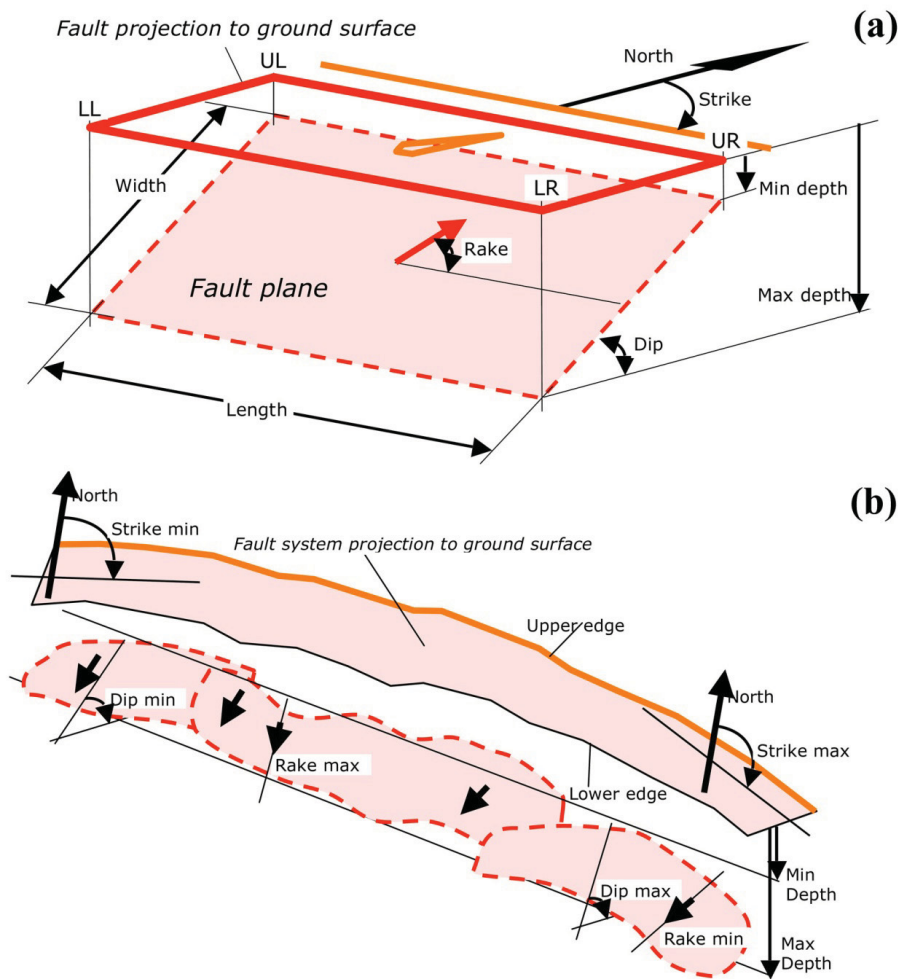 (a)
Fault projection to ground surface
North
UL
Strike
LL
UR
Width
LR
Min depth
Rake
Fault plane
Max depth
Dip
Length
(b)
North
Strike min
Fault system projection to ground surface
Upper edge
North
Dip min
Strike max
Rake max
Lower edge
Min
Depth
Dip max
Rake min
Max
Depth